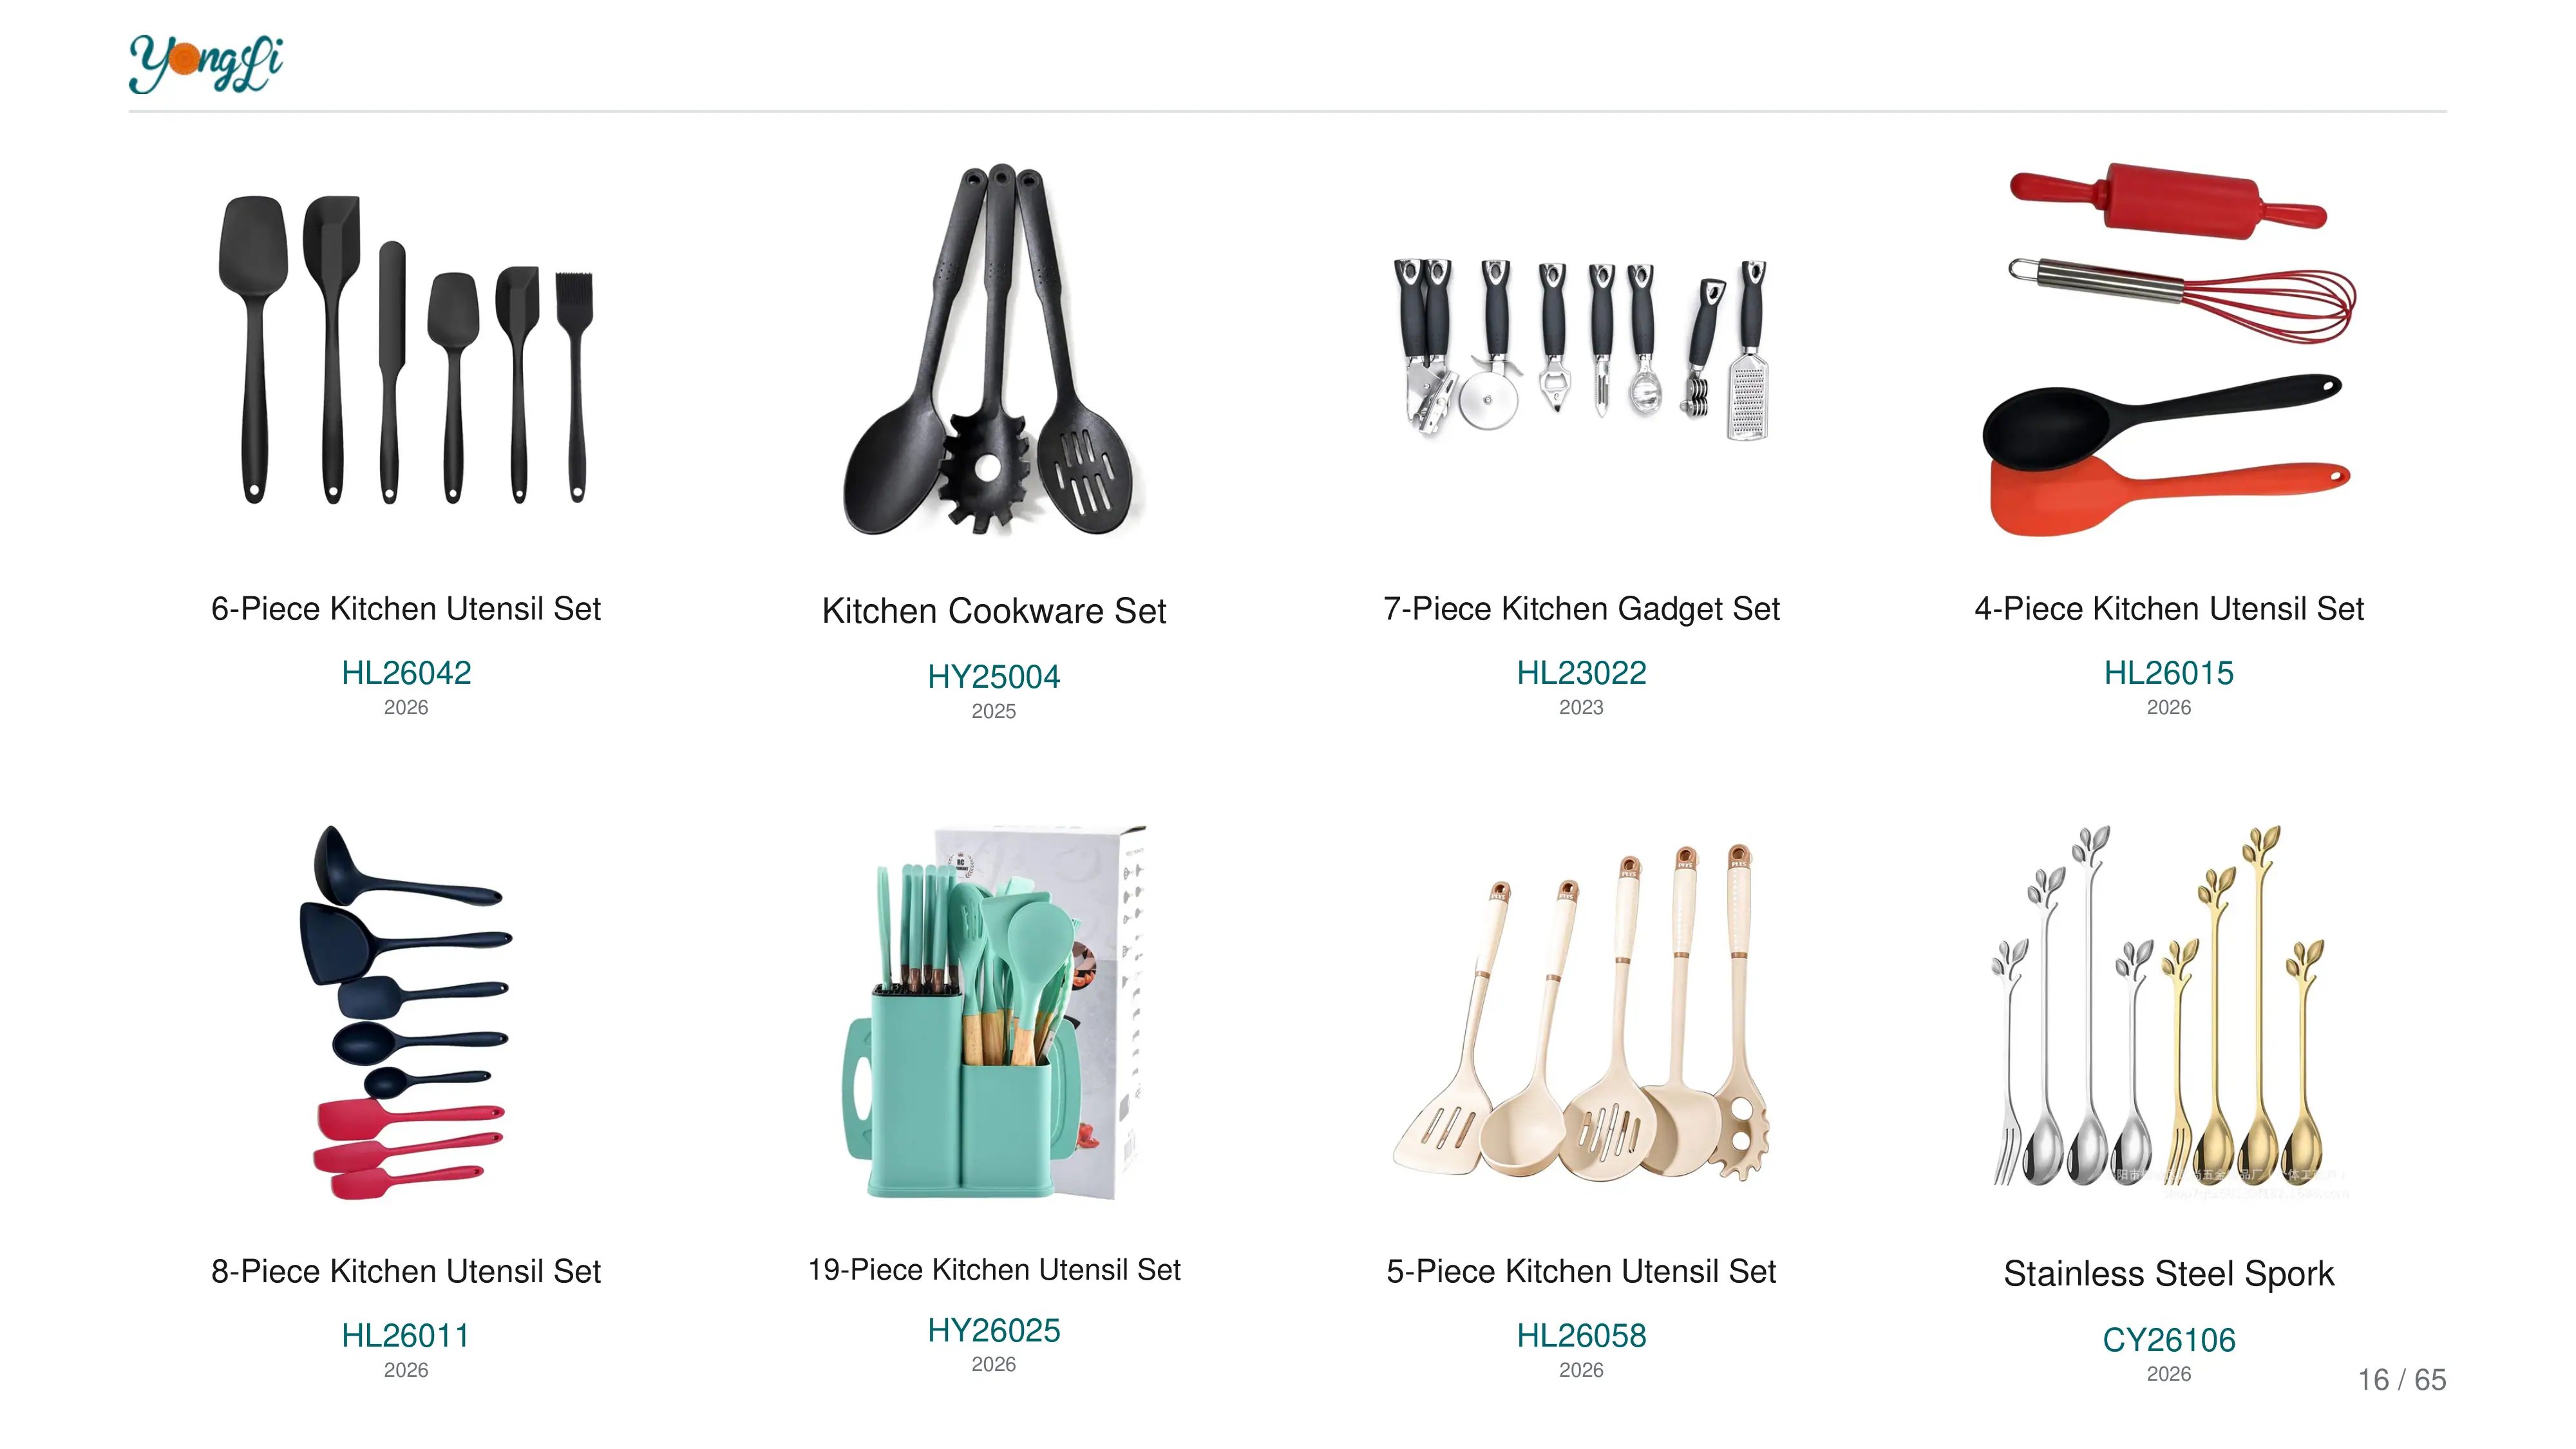 YongLi
6-Piece Kitchen Utensil Set
HL26042
2026
Kitchen Cookware Set
HY25004
2025
7-Piece Kitchen Gadget Set
HL23022
2023
4-Piece Kitchen Utensil Set
HL26015
2026
RC
8-Piece Kitchen Utensil Set
HL26011
2026
19-Piece Kitchen Utensil Set
HY26025
2026
5-Piece Kitchen Utensil Set
HL26058
2026
Stainless Steel Spork
CY26106
2026
16 / 65